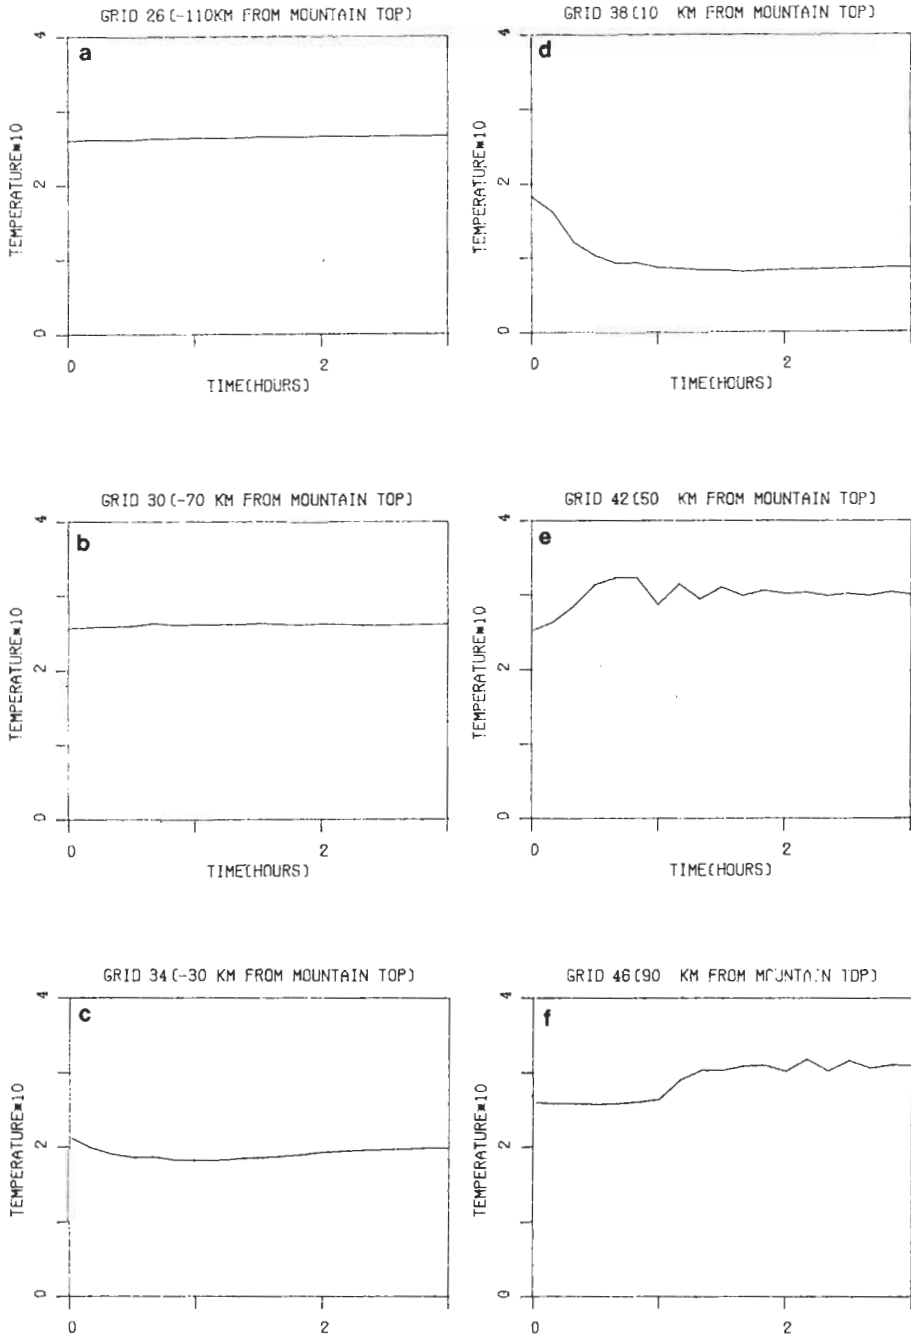 GRID 26(-110KM FROM MOUNTAIN TOP)
a
4
2
0
TEMPERATURE*10
0 2
TIME(HOURS)
GRID 30(-70 KM FROM MOUNTAIN TOP)
b
4
2
0
TEMPERATURE*10
0 2
TIME(HOURS)
GRID 34(-30 KM FROM MOUNTAIN TOP)
c
4
2
0
TEMPERATURE*10
0 2
GRID 38(10 KM FROM MOUNTAIN TOP)
d
4
2
0
TEMPERATURE*10
0 2
TIME(HOURS)
GRID 42(50 KM FROM MOUNTAIN TOP)
e
4
2
0
TEMPERATURE*10
0 2
TIME(HOURS)
GRID 46(90 KM FROM MOUNTAIN TOP)
f
4
2
0
TEMPERATURE*10
0 2